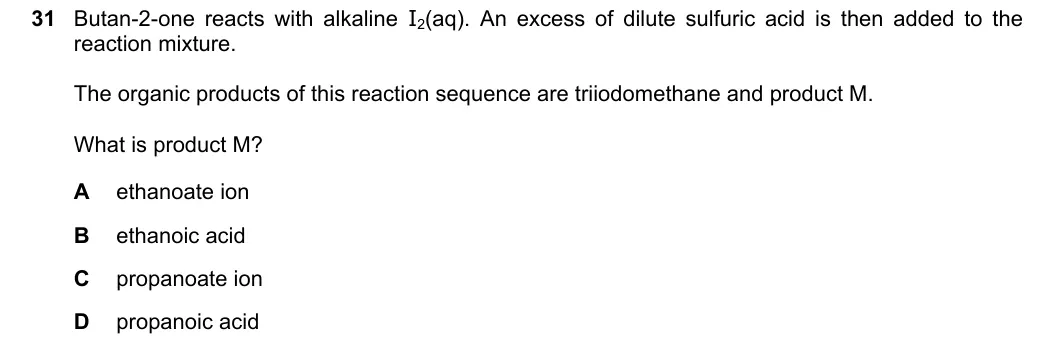 31 Butan-2-one reacts with alkaline I₂(aq). An excess of dilute sulfuric acid is then added to the
reaction mixture.
The organic products of this reaction sequence are triiodomethane and product M.
What is product M?
A ethanoate ion
B ethanoic acid
C propanoate ion
D propanoic acid